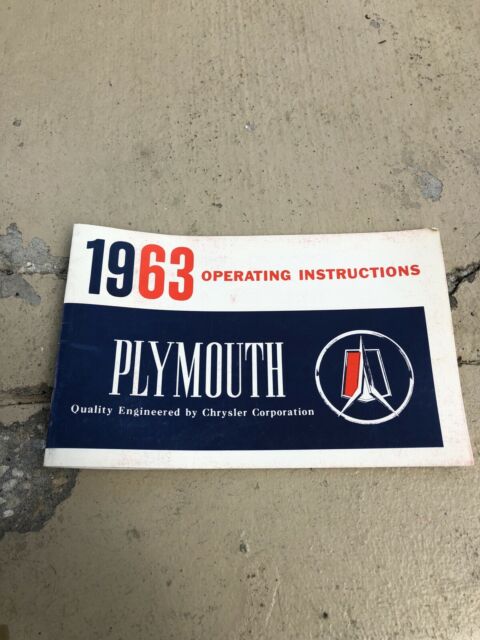 1963 OPERATING INSTRUCTIONS
PLYMOUTH
Quality Engineered by Chrysler Corporation